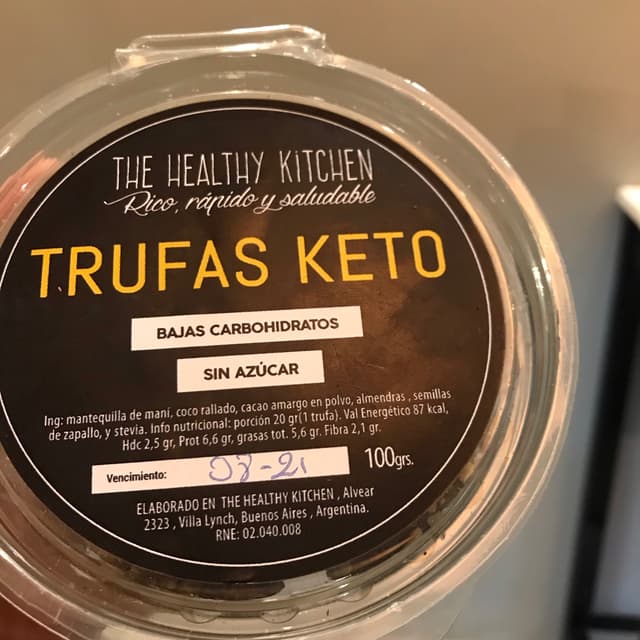 THE HEALTHY KITCHEN
Rico, rápido y saludable
TRUFAS KETO
BAJAS CARBOHIDRATOS
SIN AZÚCAR
Ing: mantequilla de maní, coco rallado, cacao amargo en polvo, almendras , semillas
de zapallo, y stevia. Info nutricional: porción 20 gr(1 trufa). Val Energético 87 kcal,
Hdc 2,5 gr, Prot 6,6 gr, grasas tot. 5,6 gr. Fibra 2,1 gr.
Vencimiento: 100grs.
ELABORADO EN THE HEALTHY KITCHEN , Alvear
2323 , Villa Lynch, Buenos Aires , Argentina.
RNE: 02.040.008